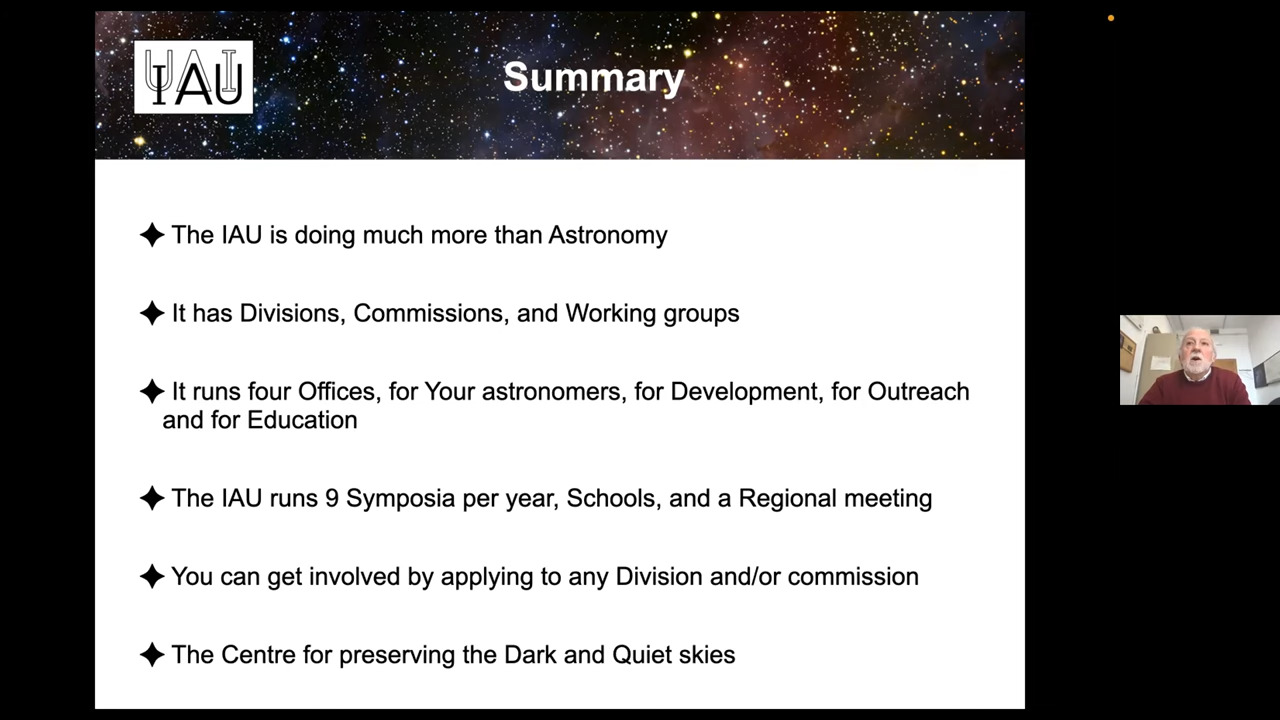 IAU
Summary
The IAU is doing much more than Astronomy
It has Divisions, Commissions, and Working groups
It runs four Offices, for Your astronomers, for Development, for Outreach
and for Education
The IAU runs 9 Symposia per year, Schools, and a Regional meeting
You can get involved by applying to any Division and/or commission
The Centre for preserving the Dark and Quiet skies